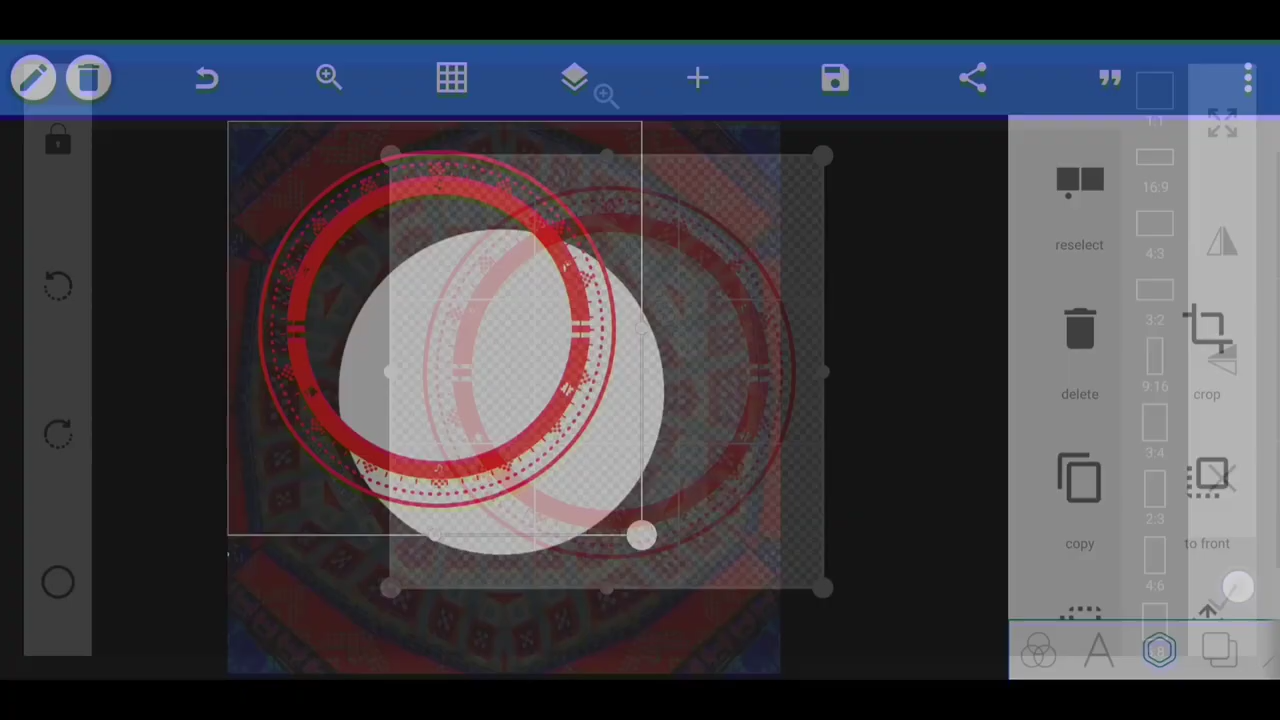 1:1
16:9
reselect
4:3
3:2
9:16
delete
crop
3:4
2:3
copy
to front
4:6